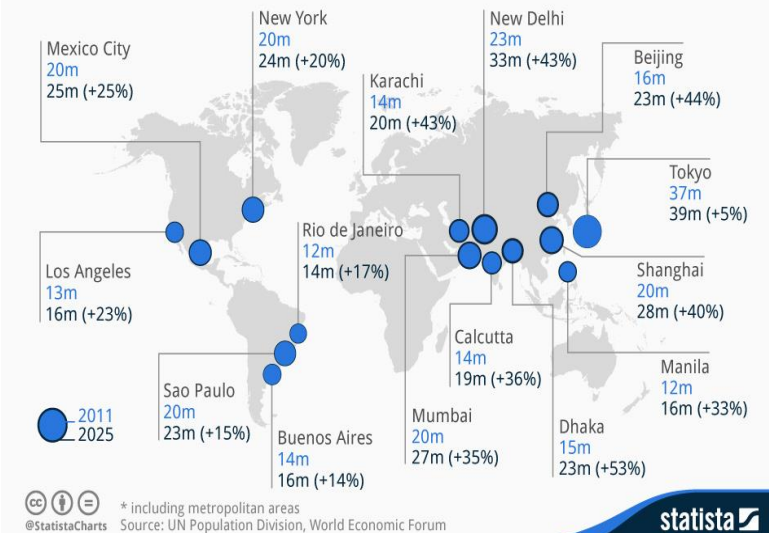 New York
20m
24m (+20%)
New Delhi
23m
33m (+43%)
Mexico City
20m
25m (+25%)
Beijing
16m
23m (+44%)
Karachi
14m
20m (+43%)
Tokyo
37m
39m (+5%)
Rio de Janeiro
12m
14m (+17%)
Los Angeles
13m
16m (+23%)
Shanghai
20m
28m (+40%)
Calcutta
14m
19m (+36%)
Manila
12m
16m (+33%)
Sao Paulo
20m
23m (+15%)
Mumbai
20m
27m (+35%)
Dhaka
15m
23m (+53%)
Buenos Aires
14m
16m (+14%)
2011
2025
cc
@StatistaCharts
* including metropolitan areas
Source: UN Population Division, World Economic Forum
statista